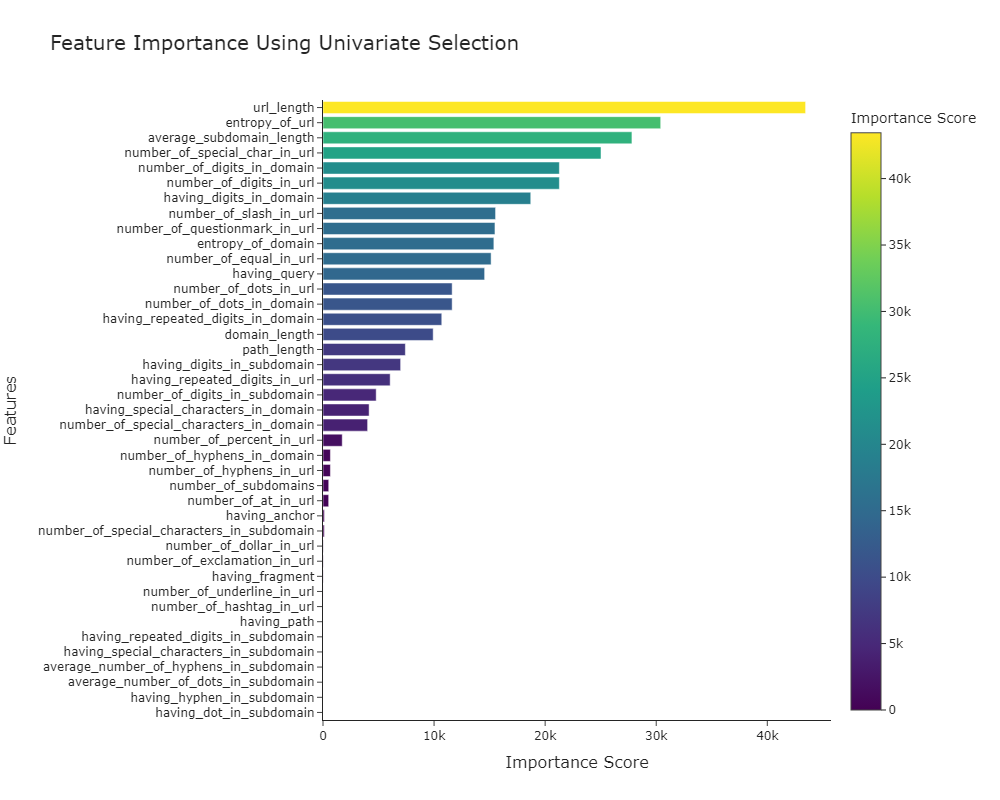 Feature Importance Using Univariate Selection
Importance Score
url_length
entropy_of_url
average_subdomain_length
number_of_special_char_in_url
number_of_digits_in_domain
number_of_digits_in_url
having_digits_in_domain
number_of_slash_in_url
number_of_questionmark_in_url
entropy_of_domain
number_of_equal_in_url
having_query
number_of_dots_in_url
number_of_dots_in_domain
having_repeated_digits_in_domain
domain_length
path_length
having_digits_in_subdomain
having_repeated_digits_in_url
number_of_digits_in_subdomain
having_special_characters_in_domain
number_of_special_characters_in_domain
number_of_percent_in_url
number_of_hyphens_in_domain
number_of_hyphens_in_url
number_of_subdomains
number_of_at_in_url
having_anchor
number_of_special_characters_in_subdomain
number_of_dollar_in_url
number_of_exclamation_in_url
having_fragment
number_of_underline_in_url
number_of_hashtag_in_url
having_path
having_repeated_digits_in_subdomain
having_special_characters_in_subdomain
average_number_of_hyphens_in_subdomain
average_number_of_dots_in_subdomain
having_hyphen_in_subdomain
having_dot_in_subdomain
Features
0 10k 20k 30k 40k
Importance Score
40k
35k
30k
25k
20k
15k
10k
5k
0